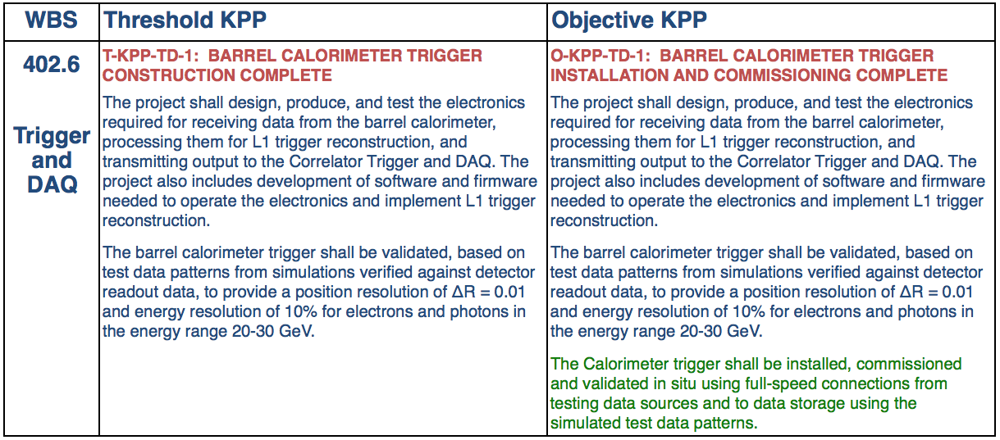 WBS
Threshold KPP
Objective KPP
402.6
Trigger
and
DAQ
T-KPP-TD-1: BARREL CALORIMETER TRIGGER
CONSTRUCTION COMPLETE
The project shall design, produce, and test the electronics
required for receiving data from the barrel calorimeter,
processing them for L1 trigger reconstruction, and
transmitting output to the Correlator Trigger and DAQ. The
project also includes development of software and firmware
needed to operate the electronics and implement L1 trigger
reconstruction.
The barrel calorimeter trigger shall be validated, based on
test data patterns from simulations verified against detector
readout data, to provide a position resolution of ΔR = 0.01
and energy resolution of 10% for electrons and photons in
the energy range 20-30 GeV.
O-KPP-TD-1: BARREL CALORIMETER TRIGGER
INSTALLATION AND COMMISSIONING COMPLETE
The project shall design, produce, and test the electronics
required for receiving data from the barrel calorimeter,
processing them for L1 trigger reconstruction, and
transmitting output to the Correlator Trigger and DAQ. The
project also includes development of software and firmware
needed to operate the electronics and implement L1 trigger
reconstruction.
The barrel calorimeter trigger shall be validated, based on
test data patterns from simulations verified against detector
readout data, to provide a position resolution of ΔR = 0.01
and energy resolution of 10% for electrons and photons in
the energy range 20-30 GeV.
The Calorimeter trigger shall be installed, commissioned
and validated in situ using full-speed connections from
testing data sources and to data storage using the
simulated test data patterns.